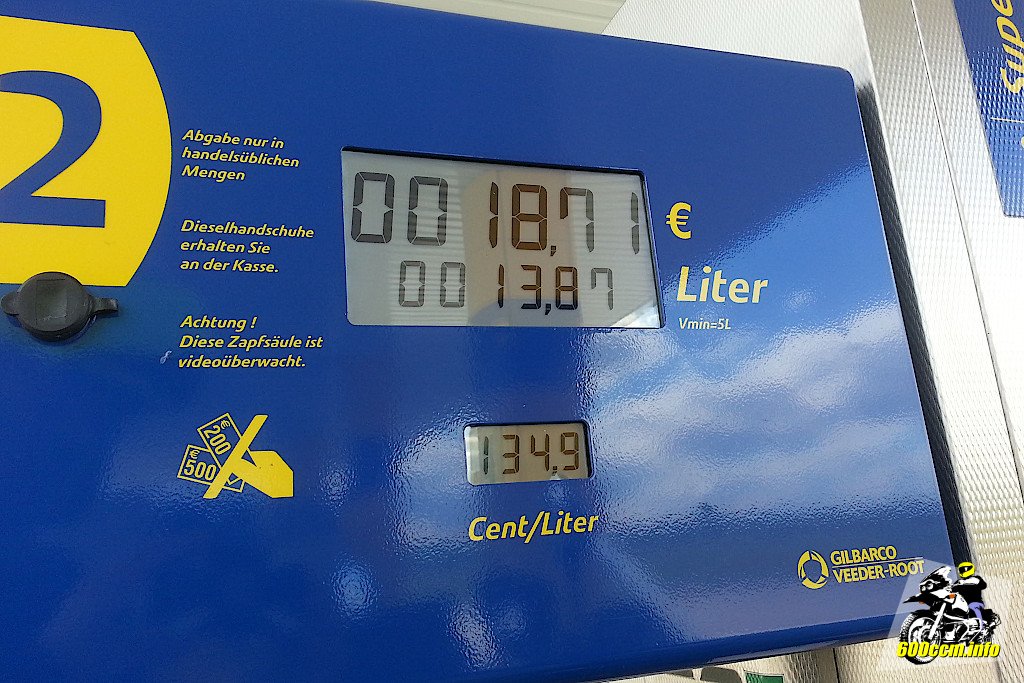 2
Abgabe nur in
handelsüblichen
Mengen
Dieselhandschuhe
erhalten Sie
an der Kasse.
Achtung !
Diese Zapfsäule ist
videoüberwacht.
€ 200
€ 500
0018,71 €
0013,87 Liter
Vmin=5L
134,9
Cent/Liter
GILBARCO
VEEDER-ROOT
Supe
600ccm.info